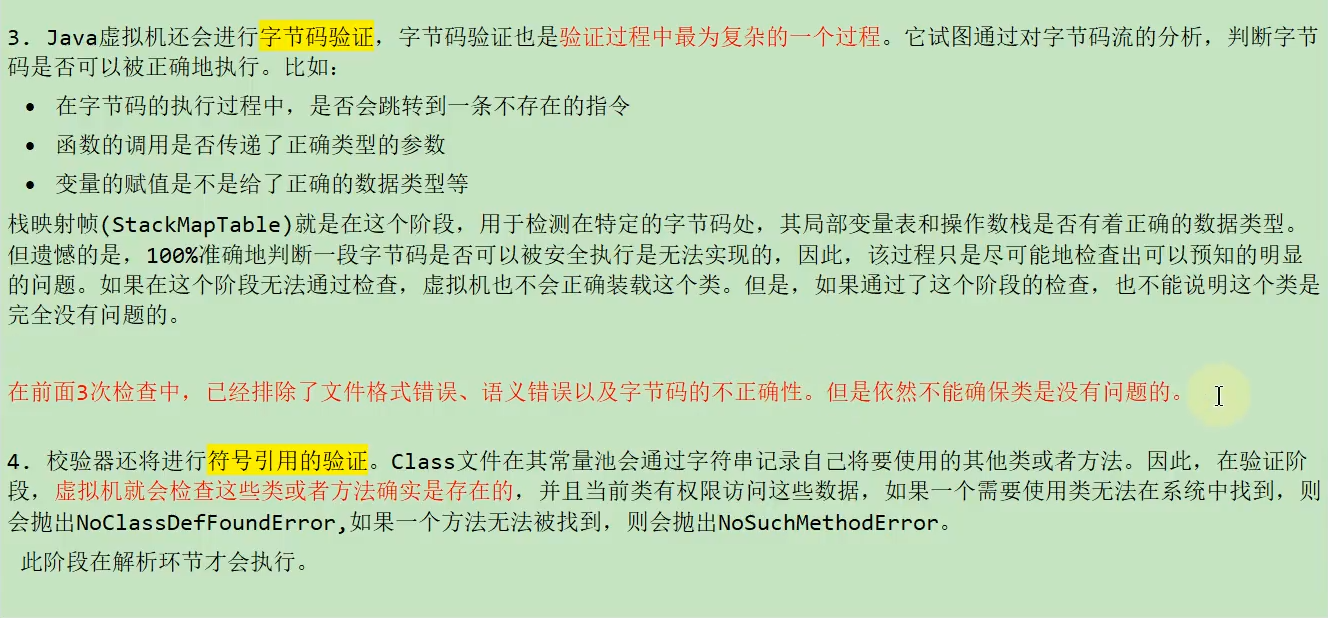 3. Java虚拟机还会进行字节码验证，字节码验证也是验证过程中最为复杂的一个过程。它试图通过对字节码流的分析，判断字节
码是否可以被正确地执行。比如：
• 在字节码的执行过程中，是否会跳转到一条不存在的指令
• 函数的调用是否传递了正确类型的参数
• 变量的赋值是不是给了正确的数据类型等
栈映射帧(StackMapTable)就是在这个阶段，用于检测在特定的字节码处，其局部变量表和操作数栈是否有着正确的数据类型。
但遗憾的是，100%准确地判断一段字节码是否可以被安全执行是无法实现的，因此，该过程只是尽可能地检查出可以预知的明显
的问题。如果在这个阶段无法通过检查，虚拟机也不会正确装载这个类。但是，如果通过了这个阶段的检查，也不能说明这个类是
完全没有问题的。
在前面3次检查中，已经排除了文件格式错误、语义错误以及字节码的不正确性。但是依然不能确保类是没有问题的。
4. 校验器还将进行符号引用的验证。Class文件在其常量池会通过字符串记录自己将要使用的其他类或者方法。因此，在验证阶
段，虚拟机就会检查这些类或者方法确实是存在的，并且当前类有权限访问这些数据，如果一个需要使用类无法在系统中找到，则
会抛出NoClassDefFoundError,如果一个方法无法被找到，则会抛出NoSuchMethodError。
此阶段在解析环节才会执行。